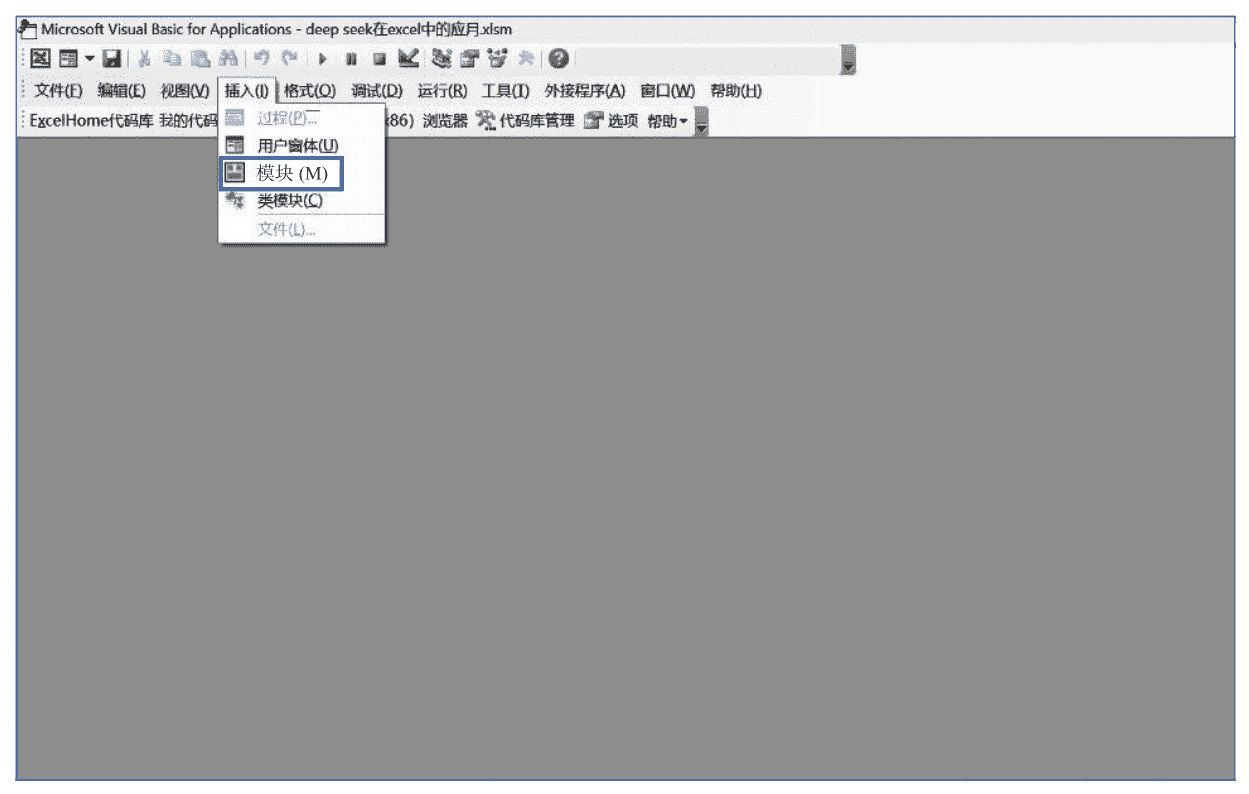 Microsoft Visual Basic for Applications - deep seek在excel中的应月.xlsm
文件(F) 编辑(E) 视图(V) 插入(I) 格式(O) 调试(D) 运行(R) 工具(T) 外接程序(A) 窗口(W) 帮助(H)
ExcelHome代码库 我的代码 x86) 浏览器 代码库管理 选项 帮助
过程(P)...
用户窗体(U)
模块 (M)
类模块(C)
文件(L)...